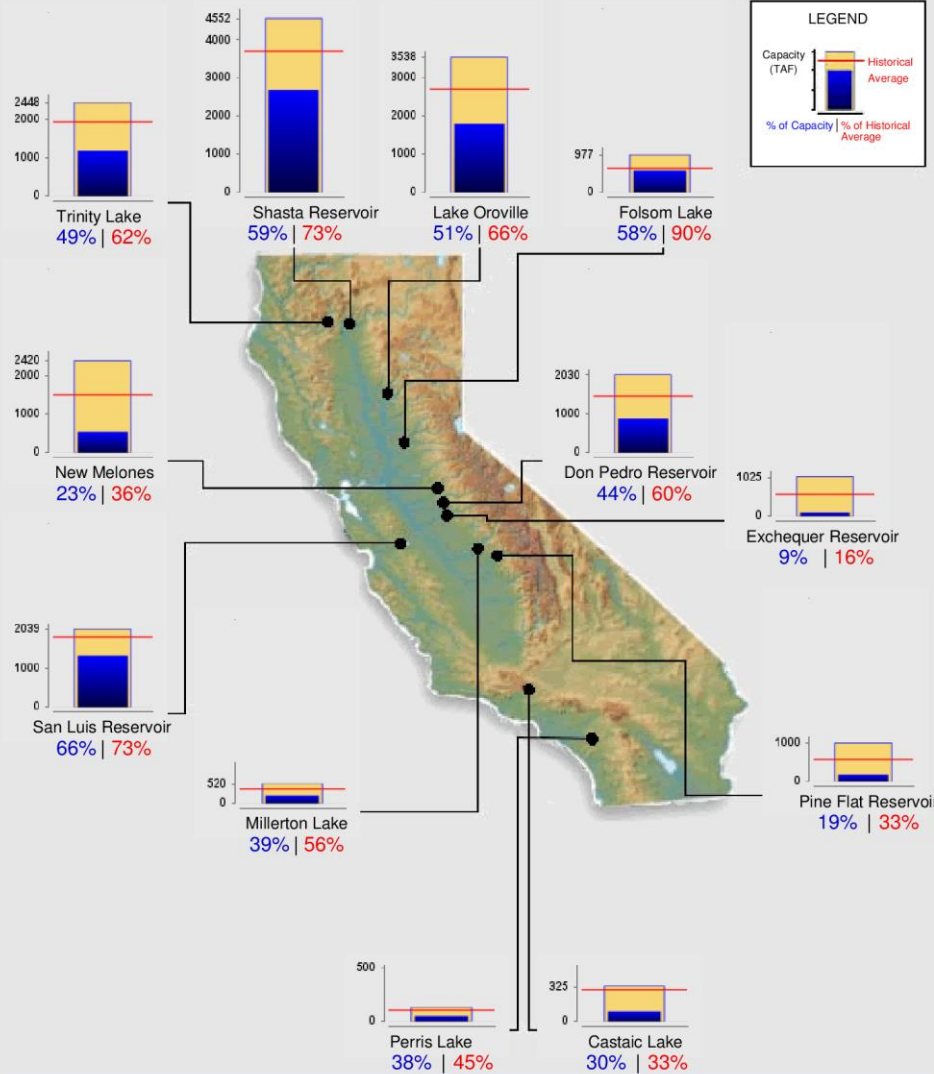 4552
4000
3000
2000
1000
0
Shasta Reservoir
59% | 73%
3538
3000
2000
1000
0
Lake Oroville
51% | 66%
LEGEND
Capacity
(TAF)
Historical
Average
% of Capacity | % of Historical
Average
2448
2000
1000
0
Trinity Lake
49% | 62%
977
0
Folsom Lake
58% | 90%
2420
2000
1000
0
New Melones
23% | 36%
2030
1000
0
Don Pedro Reservoir
44% | 60%
1025
0
Exchequer Reservoir
9% | 16%
2039
1000
0
San Luis Reservoir
66% | 73%
520
0
Millerton Lake
39% | 56%
1000
0
Pine Flat Reservoir
19% | 33%
500
0
Perris Lake
38% | 45%
325
0
Castaic Lake
30% | 33%